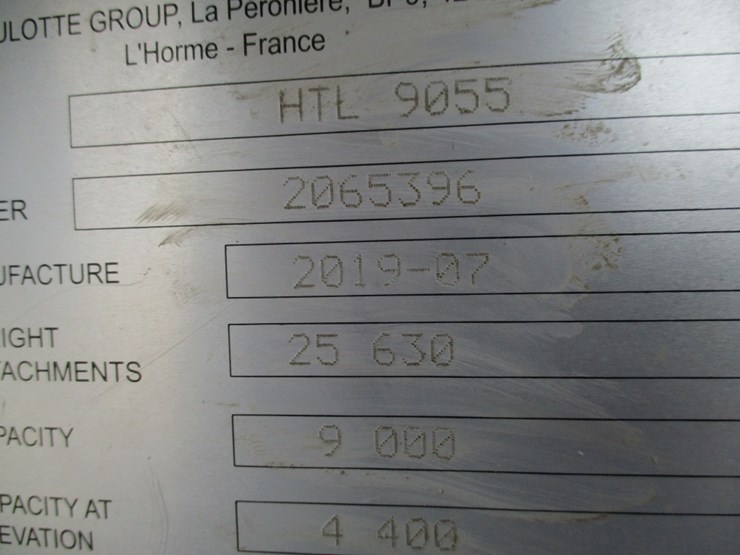 ULOTTE GROUP, La Péronière,
L'Horme - France
HTL 9055
ER 2065396
UFACTURE 2019-07
IGHT
ACHMENTS 25 630
PACITY 9 000
PACITY AT
EVATION 4 400